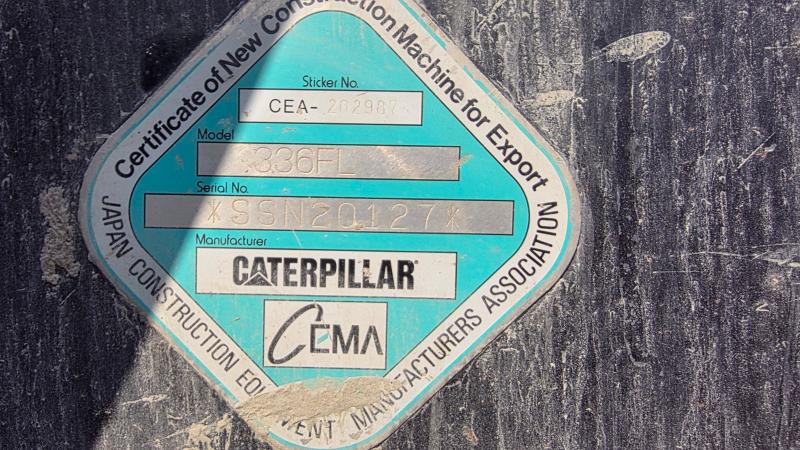 Certificate of New Construction Machine for Export
Sticker No.
CEA- 202987
Model
336FL
Serial No.
*SSN20127*
Manufacturer
CATERPILLAR
CEMA
JAPAN CONSTRUCTION MANUFACTURERS ASSOCIATION